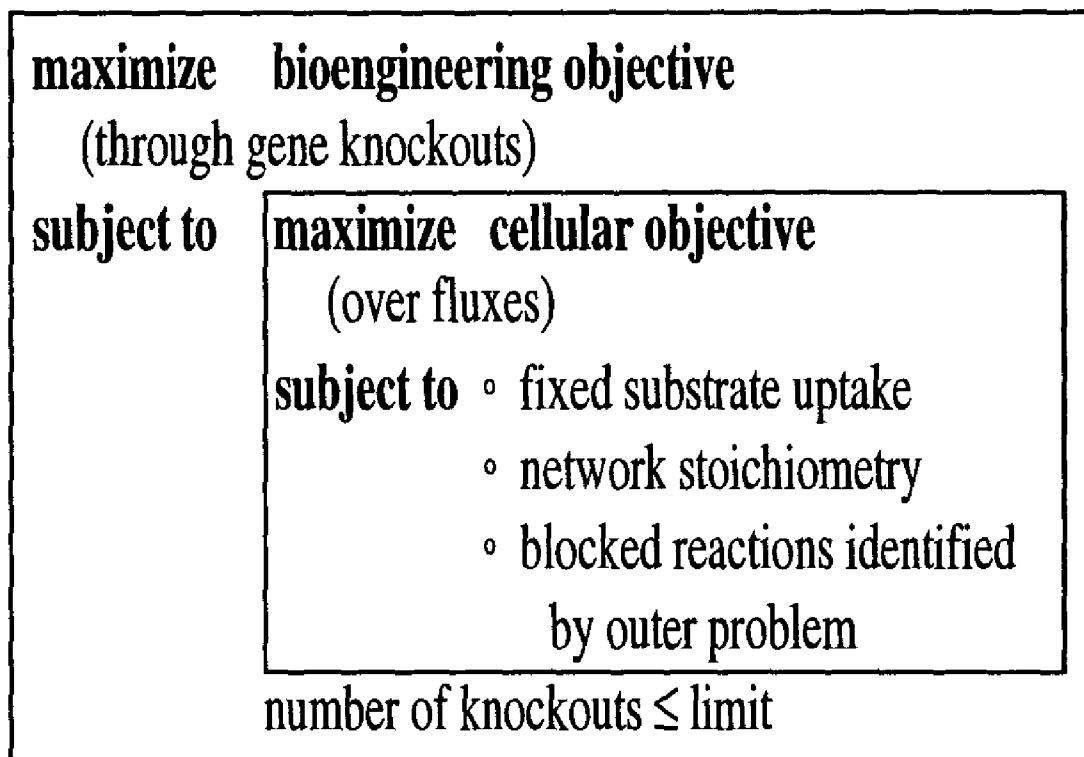 maximize bioengineering objective
(through gene knockouts)
subject to maximize cellular objective
(over fluxes)
subject to ∘ fixed substrate uptake
∘ network stoichiometry
∘ blocked reactions identified
by outer problem
number of knockouts ≤ limit